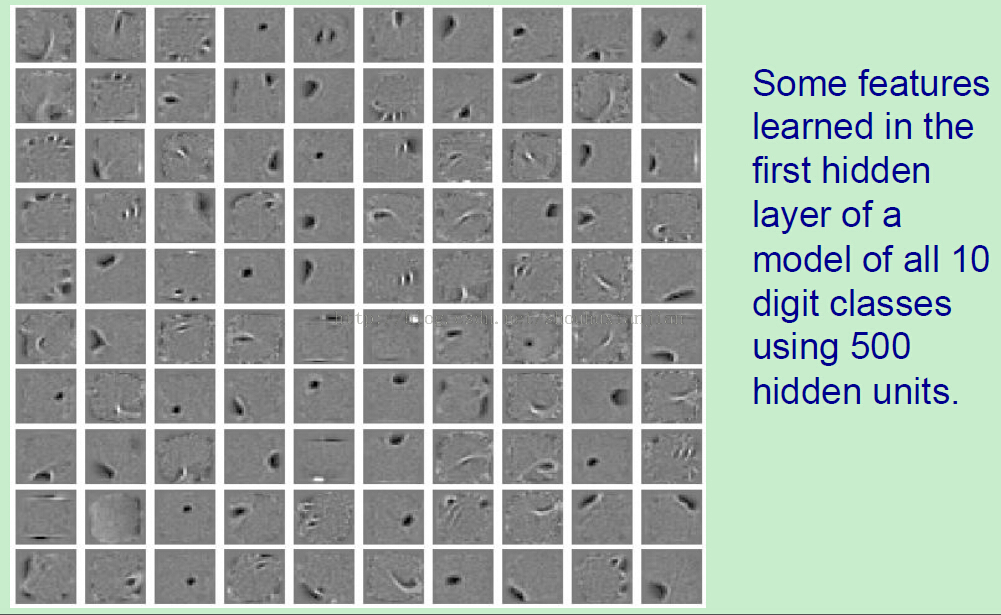 Some features
learned in the
first hidden
layer of a
model of all 10
digit classes
using 500
hidden units.